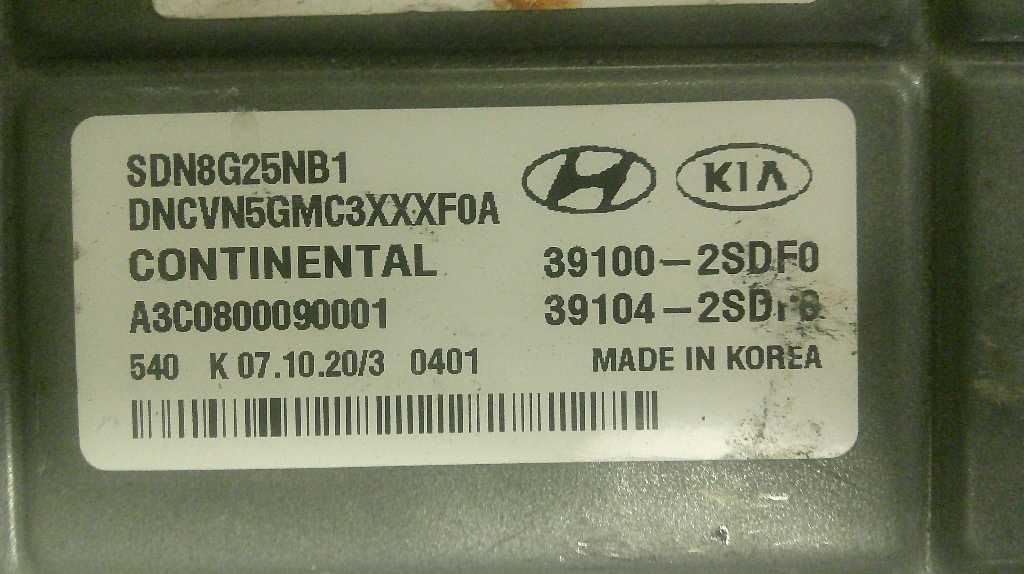 SDN8G25NB1
DNCVN5GMC3XXXF0A
KIA
CONTINENTAL
39100-2SDF0
A3C0800090001
540 K 07.10.20/3 0401
MADE IN KOREA